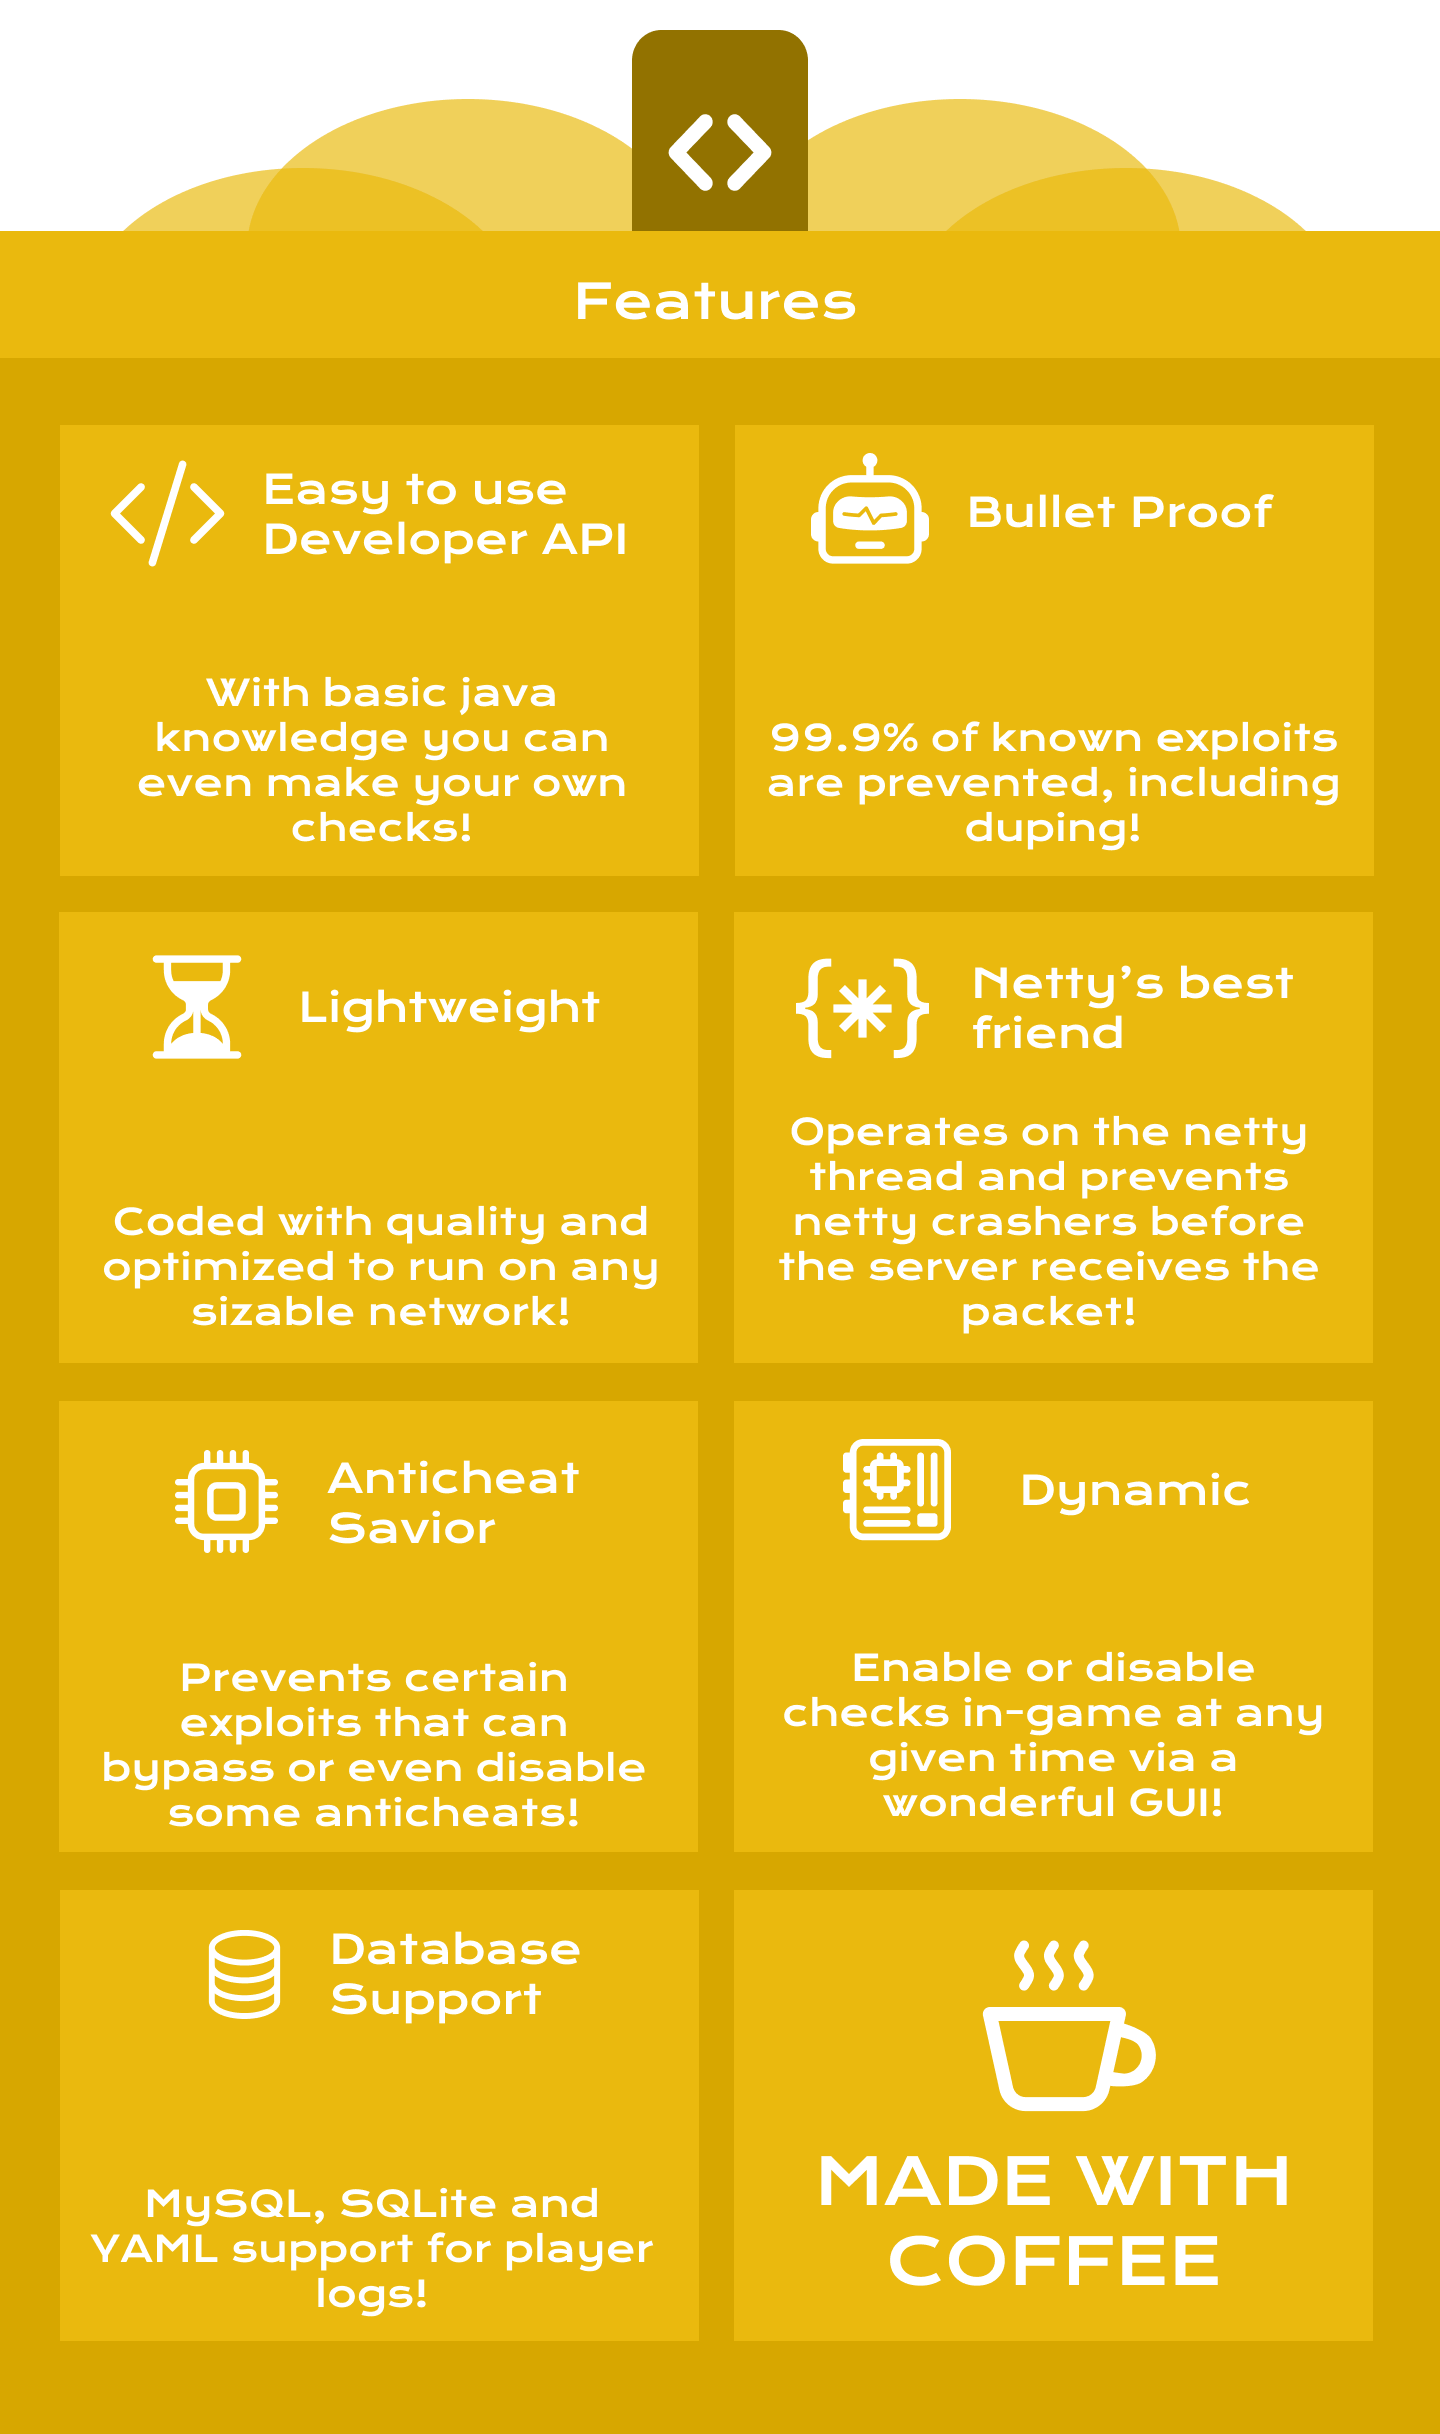 Features
Easy to use
Developer API
With basic java
knowledge you can
even make your own
checks!
Bullet Proof
99.9% of known exploits
are prevented, including
duping!
Lightweight
Coded with quality and
optimized to run on any
sizable network!
Netty’s best
friend
Operates on the netty
thread and prevents
netty crashers before
the server receives the
packet!
Anticheat
Savior
Prevents certain
exploits that can
bypass or even disable
some anticheats!
Dynamic
Enable or disable
checks in-game at any
given time via a
wonderful GUI!
Database
Support
MySQL, SQLite and
YAML support for player
logs!
MADE WITH
COFFEE